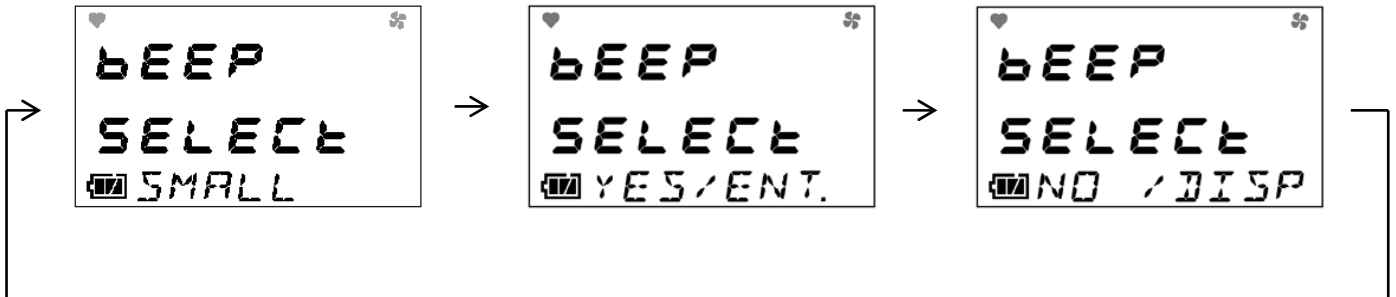 bEEP
SELECt
SMALL
bEEP
SELECt
YES/ENT.
bEEP
SELECt
NO /DISP